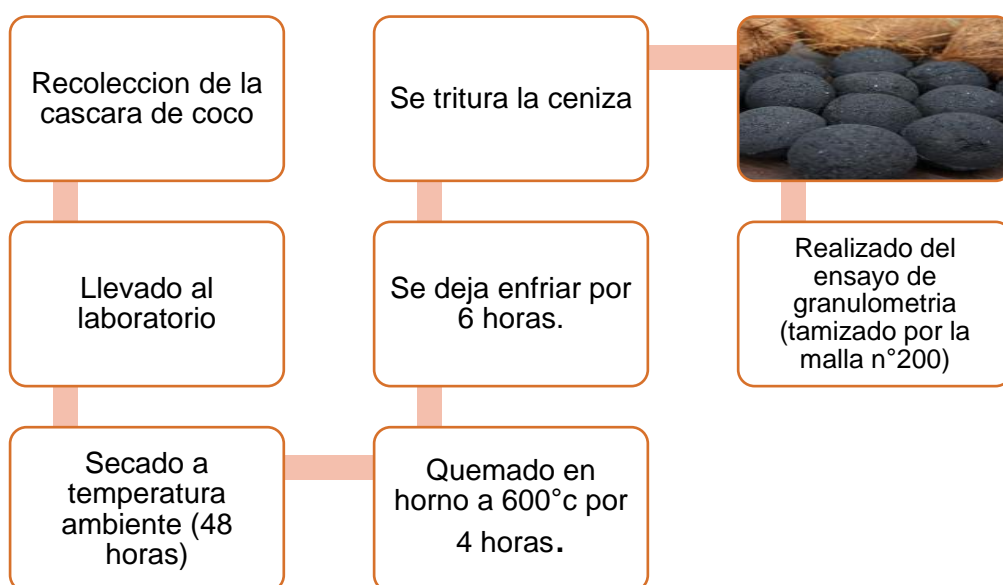 Recoleccion de la
cascara de coco
Llevado al
laboratorio
Secado a
temperatura
ambiente (48
horas)
Quemado en
horno a 600°c por
4 horas.
Se deja enfriar por
6 horas.
Se tritura la ceniza
Realizado del
ensayo de
granulometria
(tamizado por la
malla n°200)